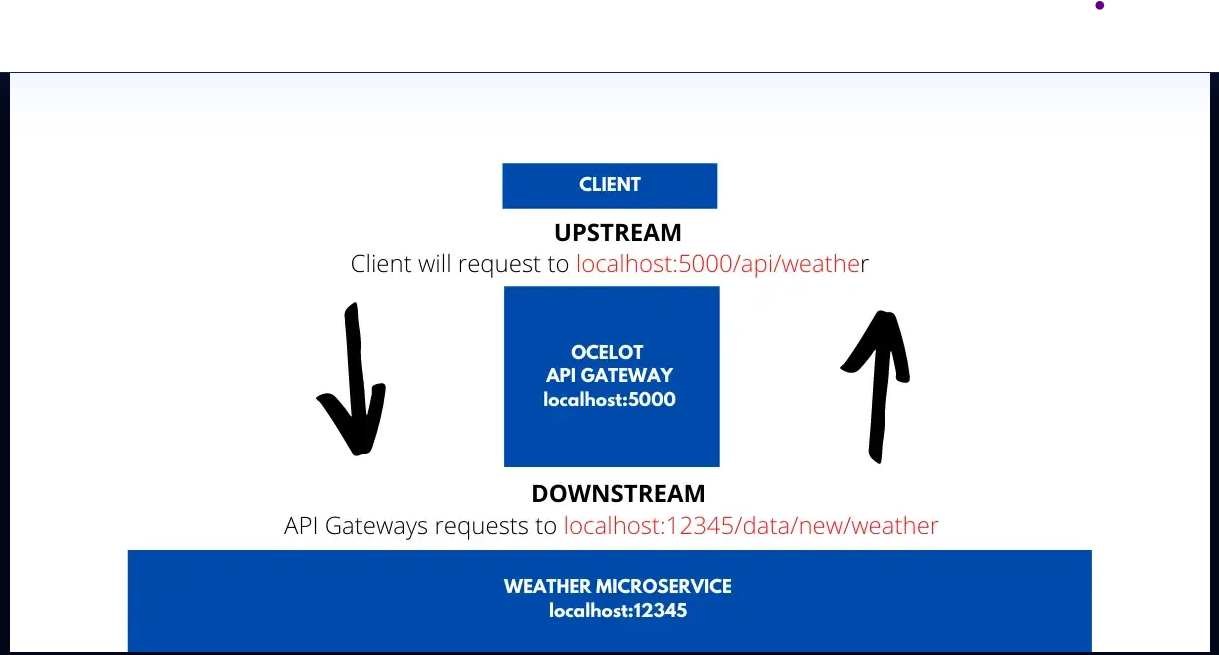 CLIENT
UPSTREAM
Client will request to localhost:5000/api/weather
OCELOT
API GATEWAY
localhost:5000
DOWNSTREAM
API Gateways requests to localhost:12345/data/new/weather
WEATHER MICROSERVICE
localhost:12345